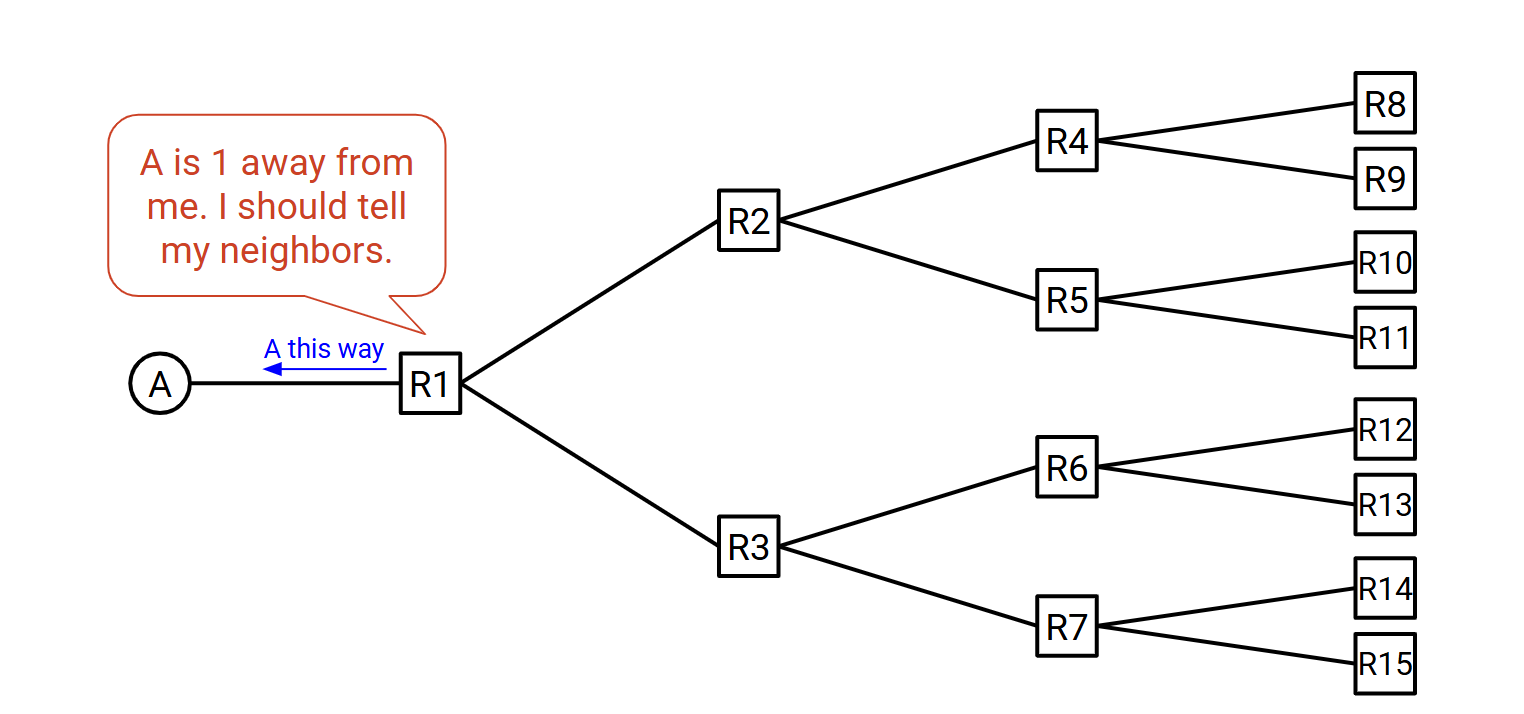 A is 1 away from
me. I should tell
my neighbors.
A this way
A
R1
R2
R3
R4
R5
R6
R7
R8
R9
R10
R11
R12
R13
R14
R15